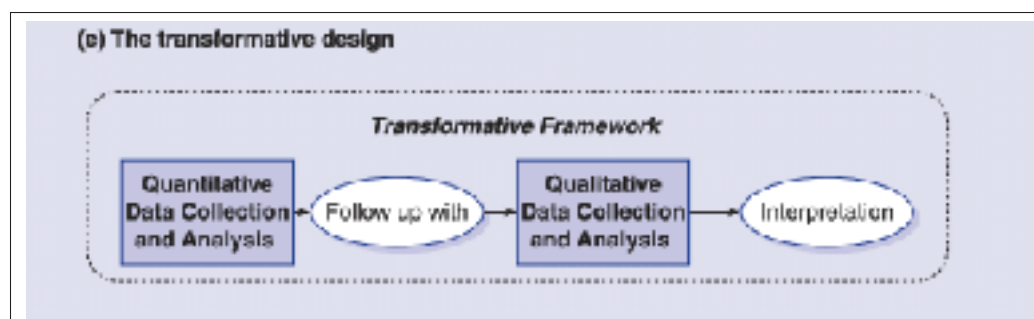 (e) The transformative design
Transformative Framework
Quantitative
Data Collection
and Analysis
Follow up with
Qualitative
Data Collection
and Analysis
Interpretation